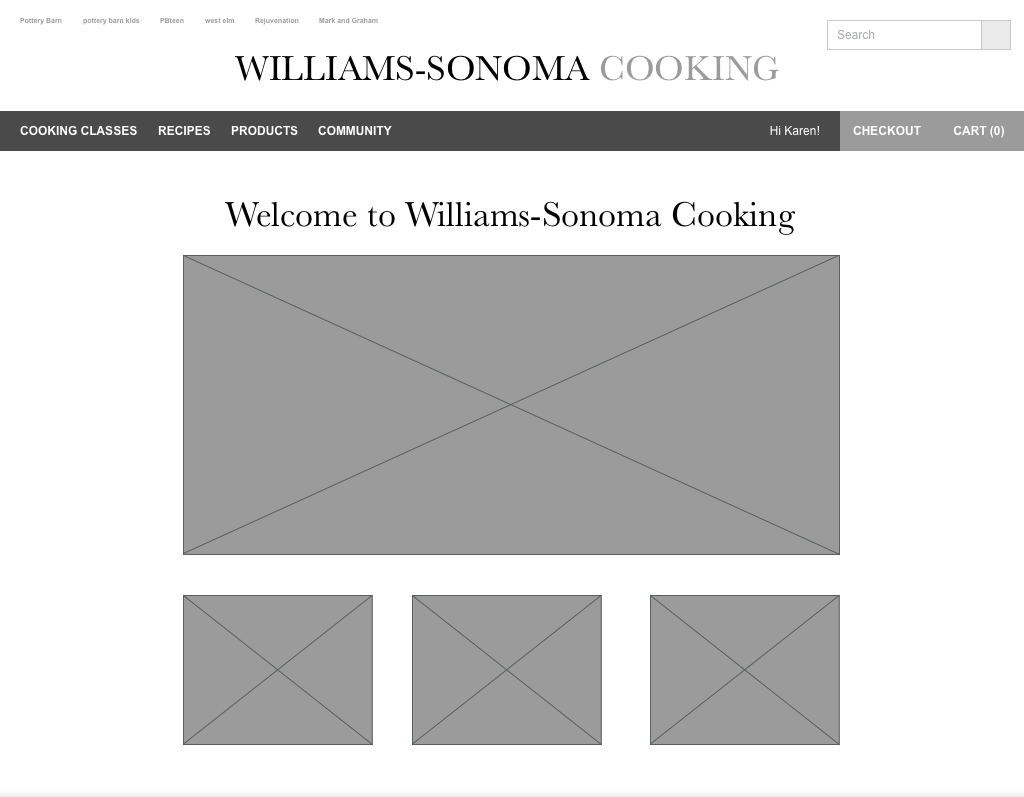 Pottery Barn pottery barn kids PBteen west elm Rejuvenation Mark and Graham
Search
WILLIAMS-SONOMA COOKING
COOKING CLASSES RECIPES PRODUCTS COMMUNITY Hi Karen! CHECKOUT CART (0)
Welcome to Williams-Sonoma Cooking